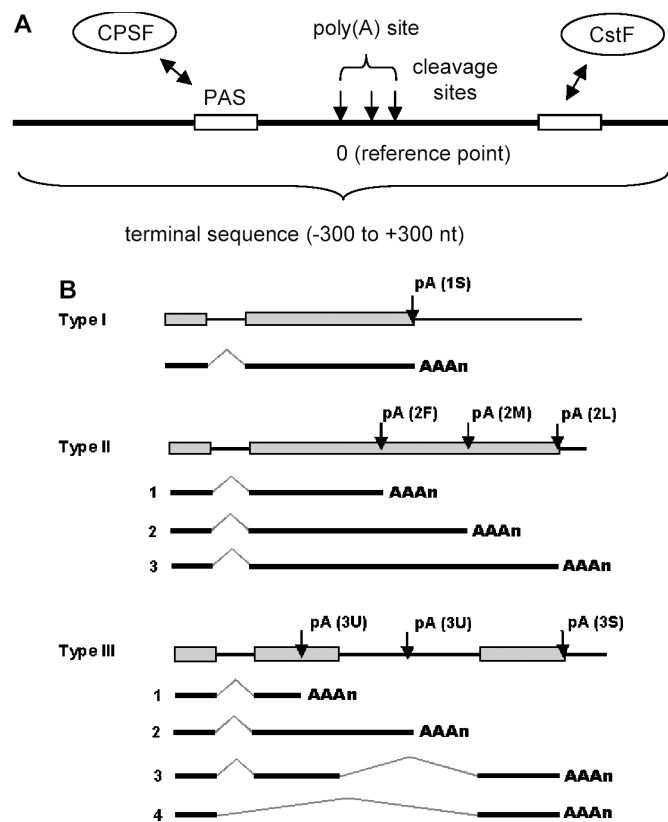 A
CPSF
poly(A) site
CstF
cleavage
sites
PAS
0 (reference point)
terminal sequence (-300 to +300 nt)
B
pA (1S)
Type I
AAAn
pA (2F) pA (2M) pA (2L)
Type II
1 AAAn
2 AAAn
3 AAAn
pA (3U) pA (3U) pA (3S)
Type III
1 AAAn
2 AAAn
3 AAAn
4 AAAn